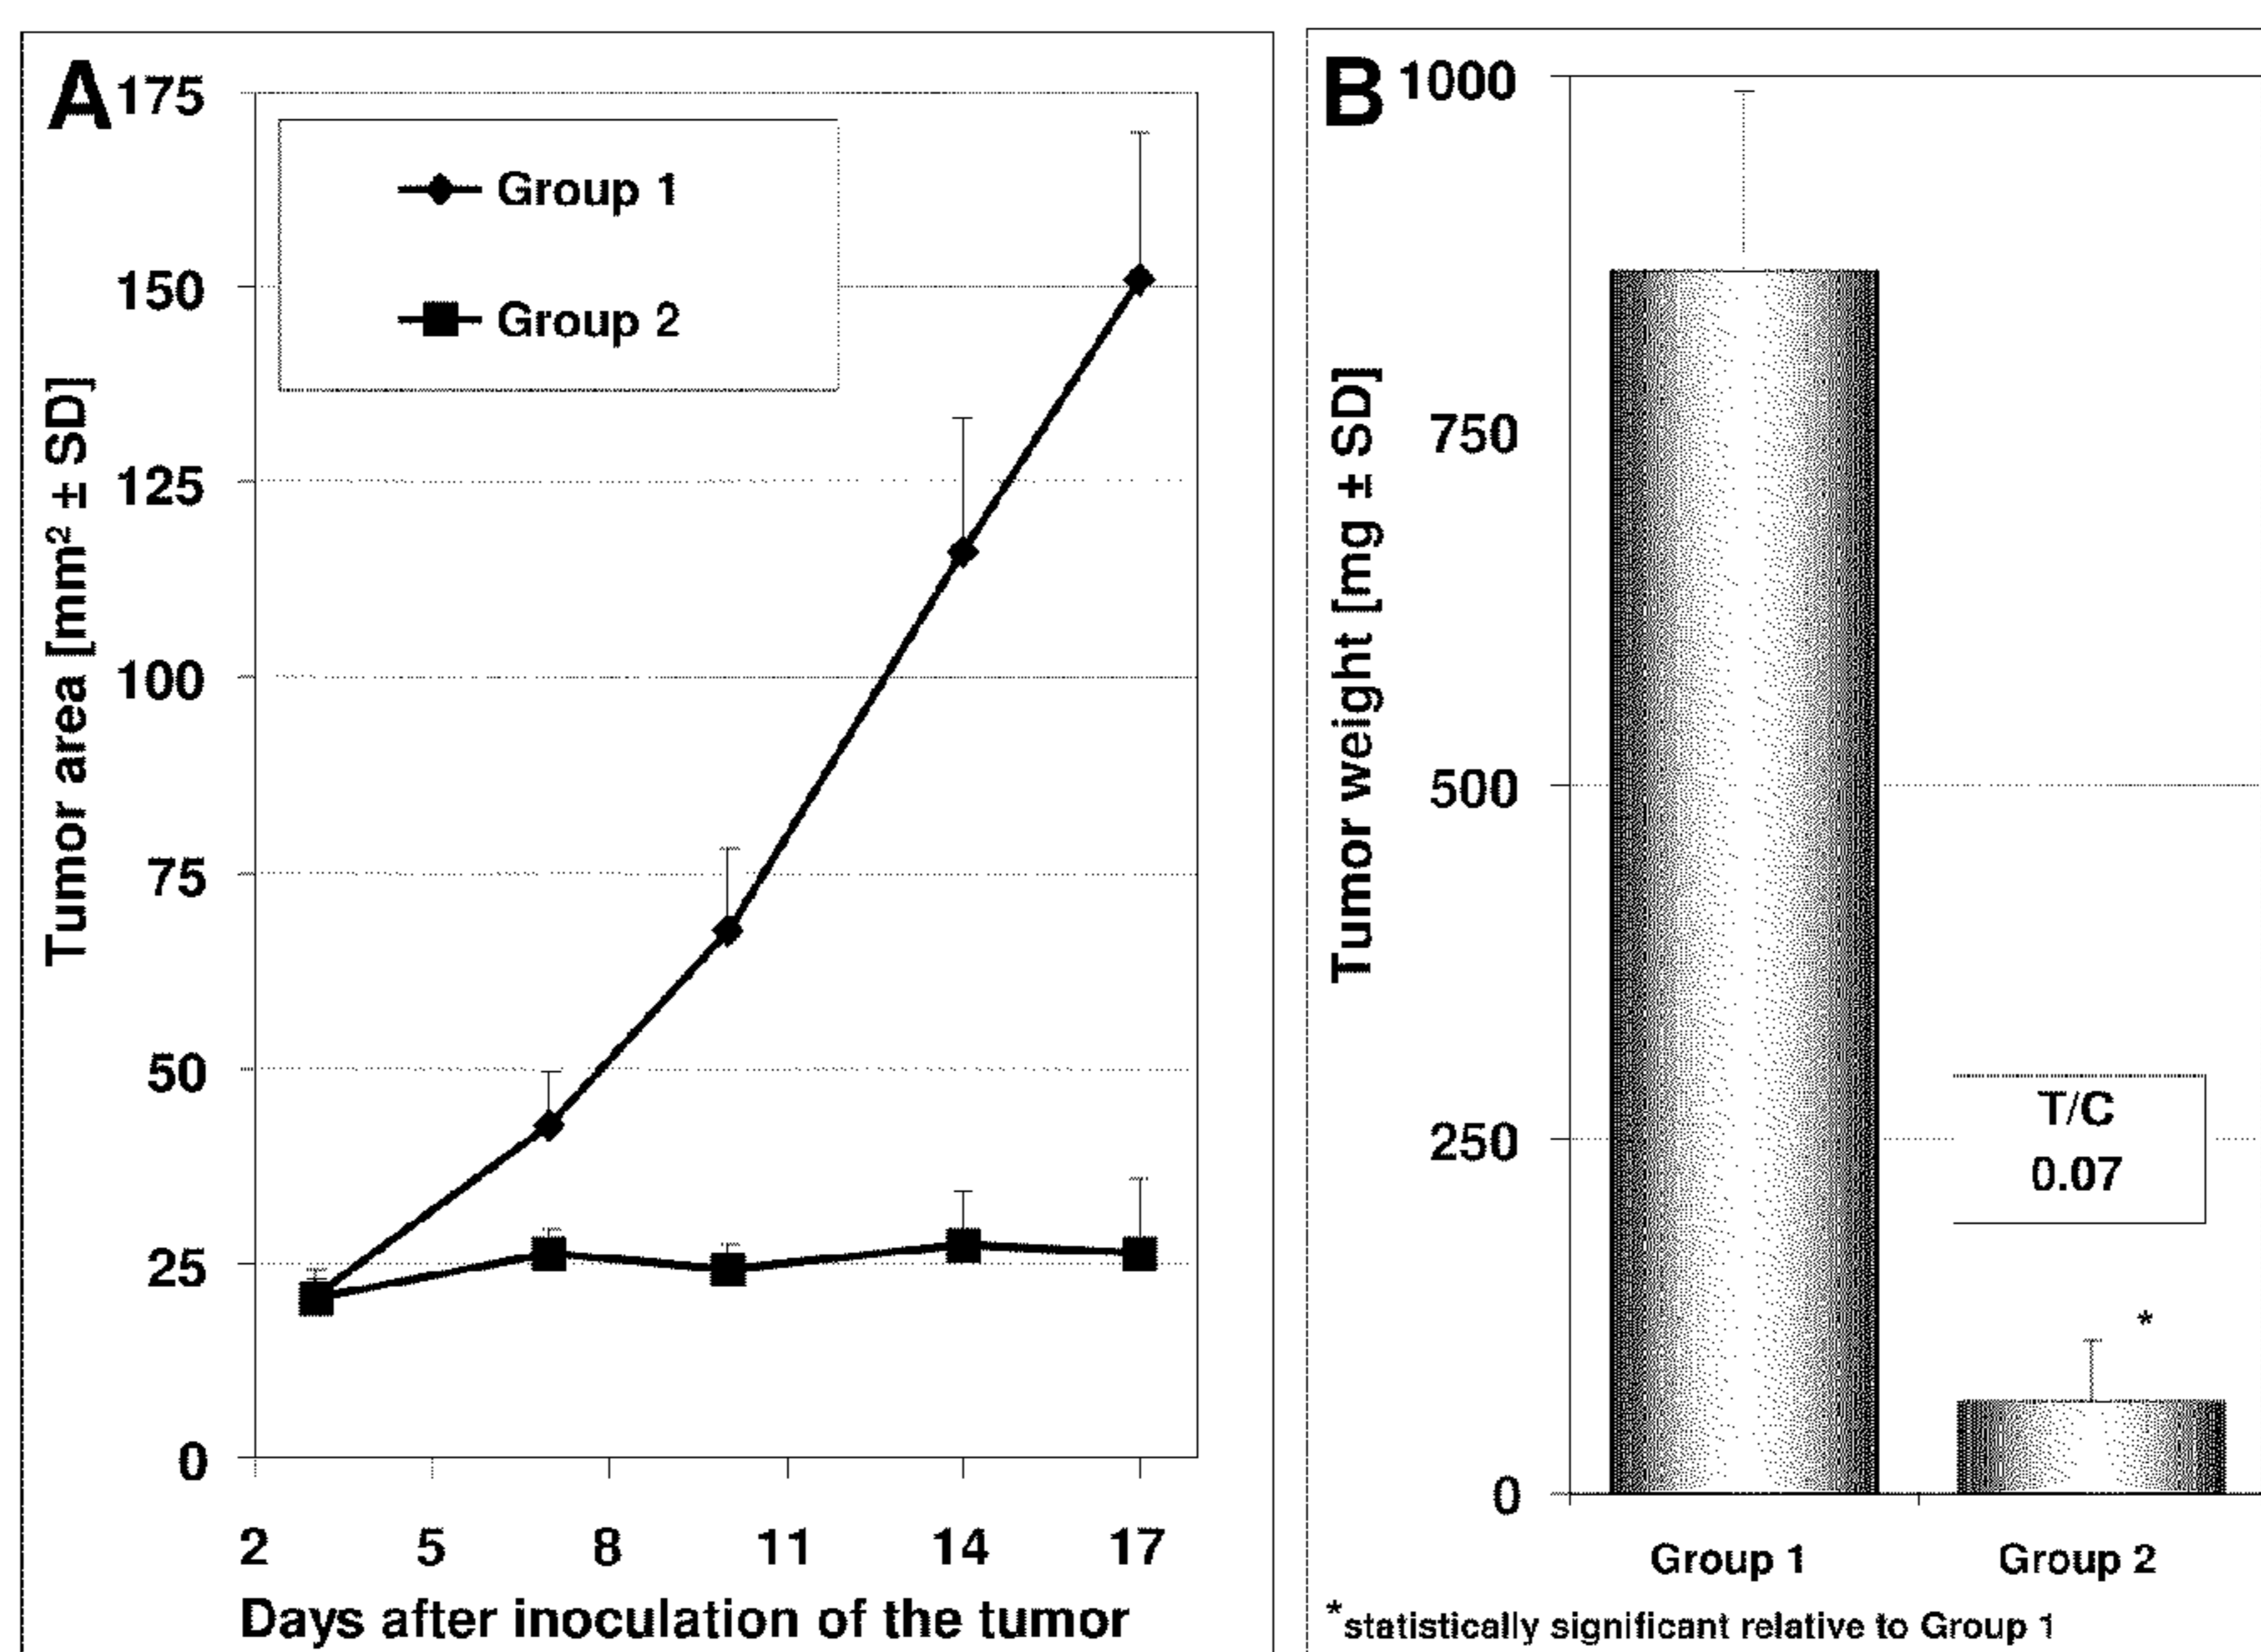 A
175
150
125
100
75
50
25
0
Tumor area [mm² ± SD]
Group 1
Group 2
2 5 8 11 14 17
Days after inoculation of the tumor
B
1000
750
500
250
0
Tumor weight [mg ± SD]
T/C
0.07
*
Group 1 Group 2
*statistically significant relative to Group 1